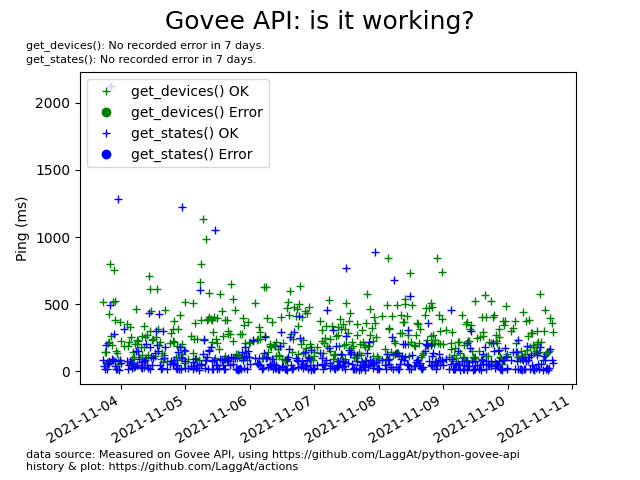 Govee API: is it working?
get_devices(): No recorded error in 7 days.
get_states(): No recorded error in 7 days.
get_devices() OK
get_devices() Error
get_states() OK
get_states() Error
Ping (ms)
2000
1500
1000
500
0
2021-11-04
2021-11-05
2021-11-06
2021-11-07
2021-11-08
2021-11-09
2021-11-10
2021-11-11
data source: Measured on Govee API, using https://github.com/LaggAt/python-govee-api
history & plot: https://github.com/LaggAt/actions